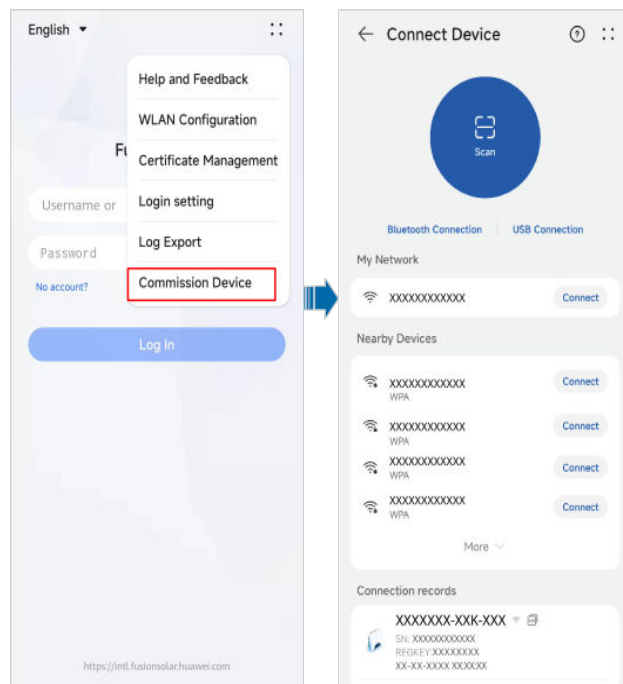 English
Help and Feedback
WLAN Configuration
Certificate Management
Login setting
Log Export
Commission Device
Fu
Username or
Password
No account?
Log In
https://intl.fusionsolar.huawei.com
Connect Device
Scan
Bluetooth Connection USB Connection
My Network
XXXXXXXXXXXX Connect
Nearby Devices
XXXXXXXXXXXX Connect
WPA
XXXXXXXXXXXX Connect
WPA
XXXXXXXXXXXX Connect
WPA
XXXXXXXXXXXX Connect
WPA
More
Connection records
XXXXXXX-XXK-XXX
SN: XXXXXXXXXXXX
REGKEY:XXXXXXXX
XX-XX-XXXX XX:XX:XX